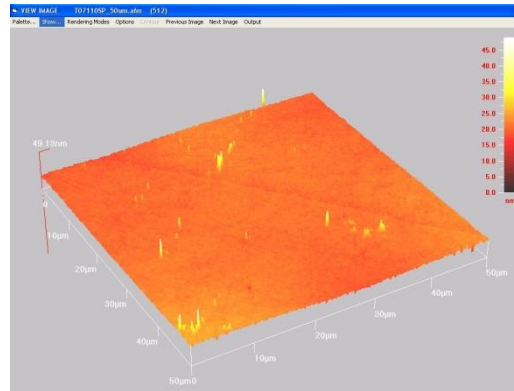 VIEW IMAGE T07110SP_50um.afm (512)
Palette... Show... Rendering Modes Options Contour Previous Image Next Image Output
45.0
40.0
35.0
30.0
25.0
20.0
15.0
10.0
5.0
0.0
nm
49.13nm
0
10µm
20µm
30µm
40µm
50µm0
10µm
20µm
30µm
40µm
50µm